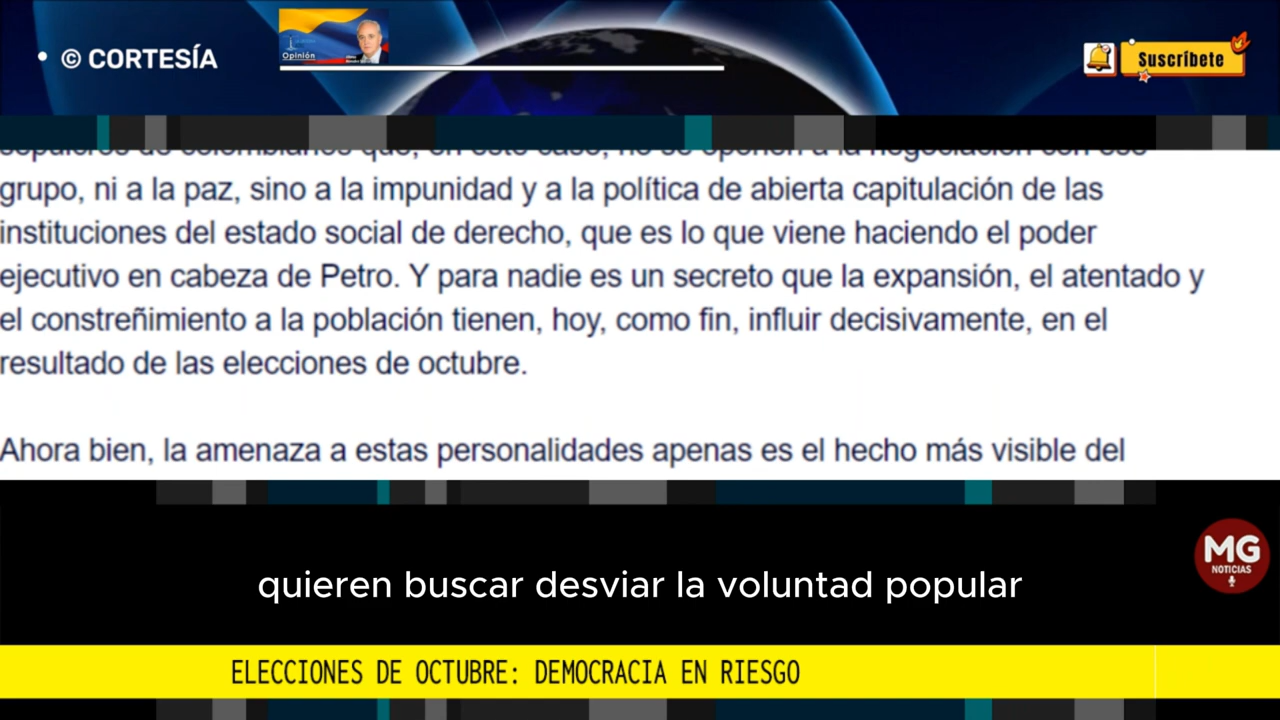 © CORTESÍA
Opinión
Suscríbete
grupo, ni a la paz, sino a la impunidad y a la política de abierta capitulación de las
instituciones del estado social de derecho, que es lo que viene haciendo el poder
ejecutivo en cabeza de Petro. Y para nadie es un secreto que la expansión, el atentado y
el constreñimiento a la población tienen, hoy, como fin, influir decisivamente, en el
resultado de las elecciones de octubre.
Ahora bien, la amenaza a estas personalidades apenas es el hecho más visible del
MG
NOTICIAS
quieren buscar desviar la voluntad popular
ELECCIONES DE OCTUBRE: DEMOCRACIA EN RIESGO